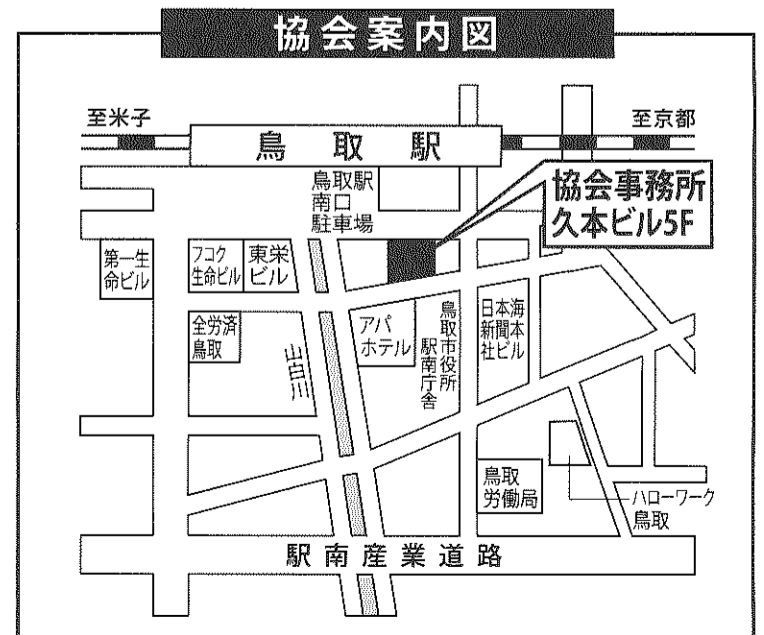 協会案内図
至米子
至京都
鳥取駅
鳥取駅
南口
駐車場
協会事務所
久本ビル5F
第一生
命ビル
フコク
生命ビル
東栄
ビル
全労済
鳥取
山白川
アパ
ホテル
鳥取市役所
駅南庁舎
日本海
新聞本
社ビル
鳥取
労働局
ハローワーク
鳥取
駅南産業道路